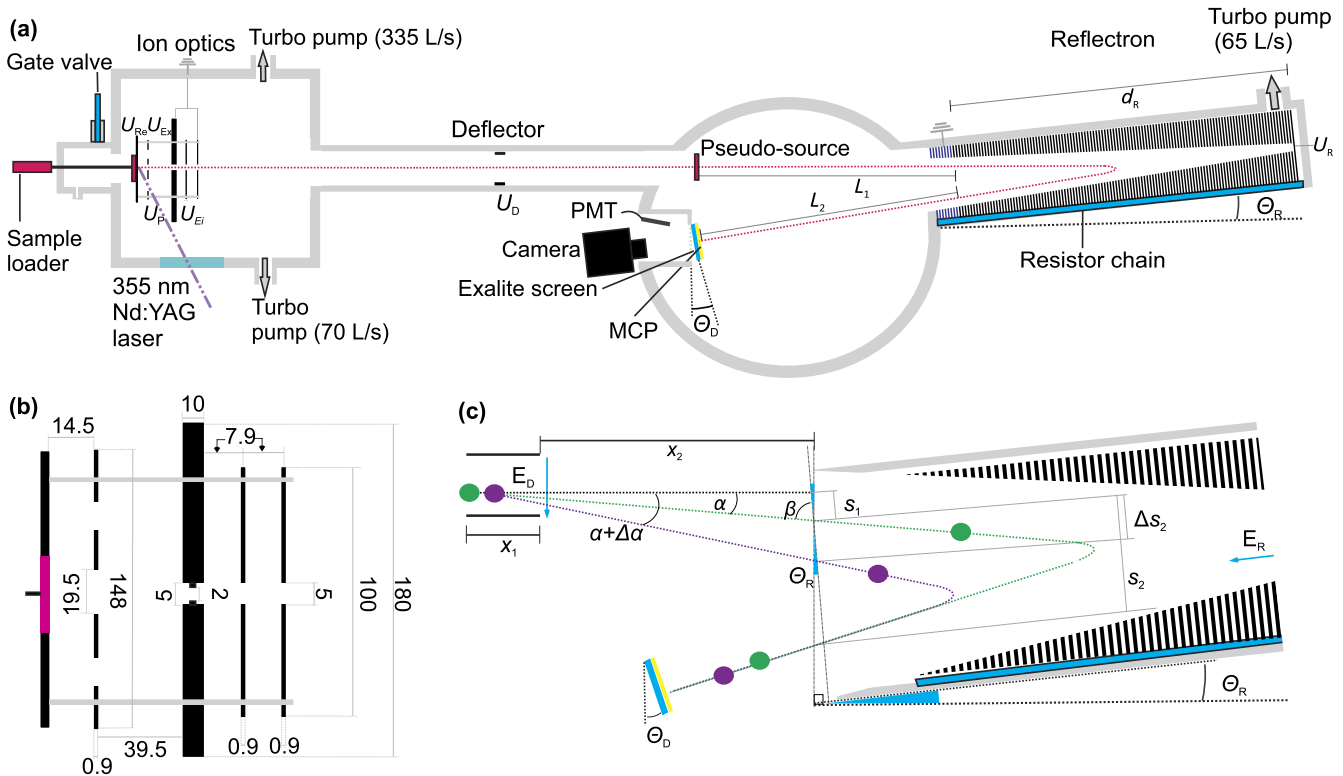 (a)
Gate valve
Ion optics
Turbo pump (335 L/s)
Reflectron
Turbo pump
(65 L/s)
U_Re U_Ex
Deflector
Pseudo-source
d_R
U_R
U_P
U_Ei
U_D
L_1
L_2
PMT
Camera
Θ_R
Sample
loader
Exalite screen
Resistor chain
355 nm
Nd:YAG
laser
Turbo
pump (70 L/s)
MCP
Θ_D
(b)
10
14.5
7.9
19.5
148
5
2
5
100
180
39.5
0.9
0.9
0.9
(c)
x_2
E_D
α
β
s_1
Δs_2
α+Δα
x_1
E_R
Θ_R
s_2
Θ_R
Θ_D